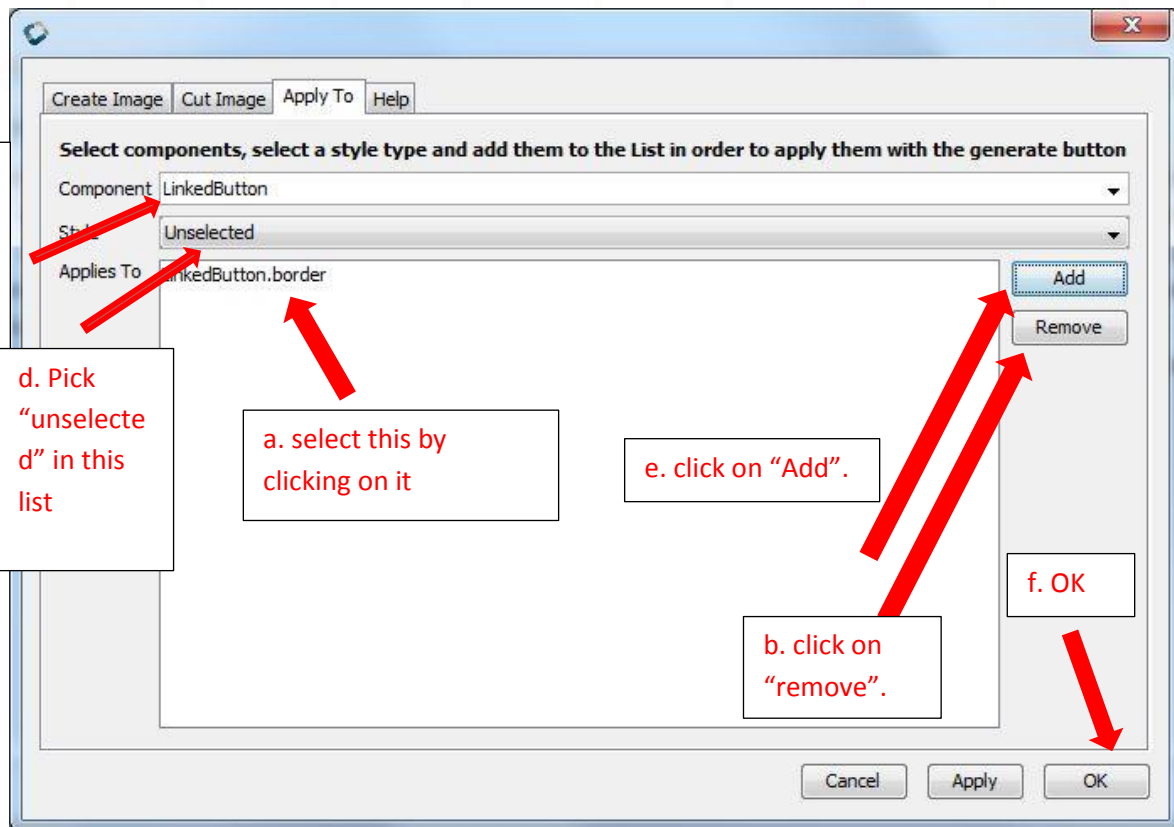 Create Image Cut Image Apply To Help
Select components, select a style type and add them to the List in order to apply them with the generate button
Component LinkedButton
Unselected
Applies To LinkedButton.border
Add
Remove
d. Pick
“unselecte
d” in this
list
a. select this by
clicking on it
e. click on “Add”.
b. click on
“remove”.
f. OK
Cancel Apply OK